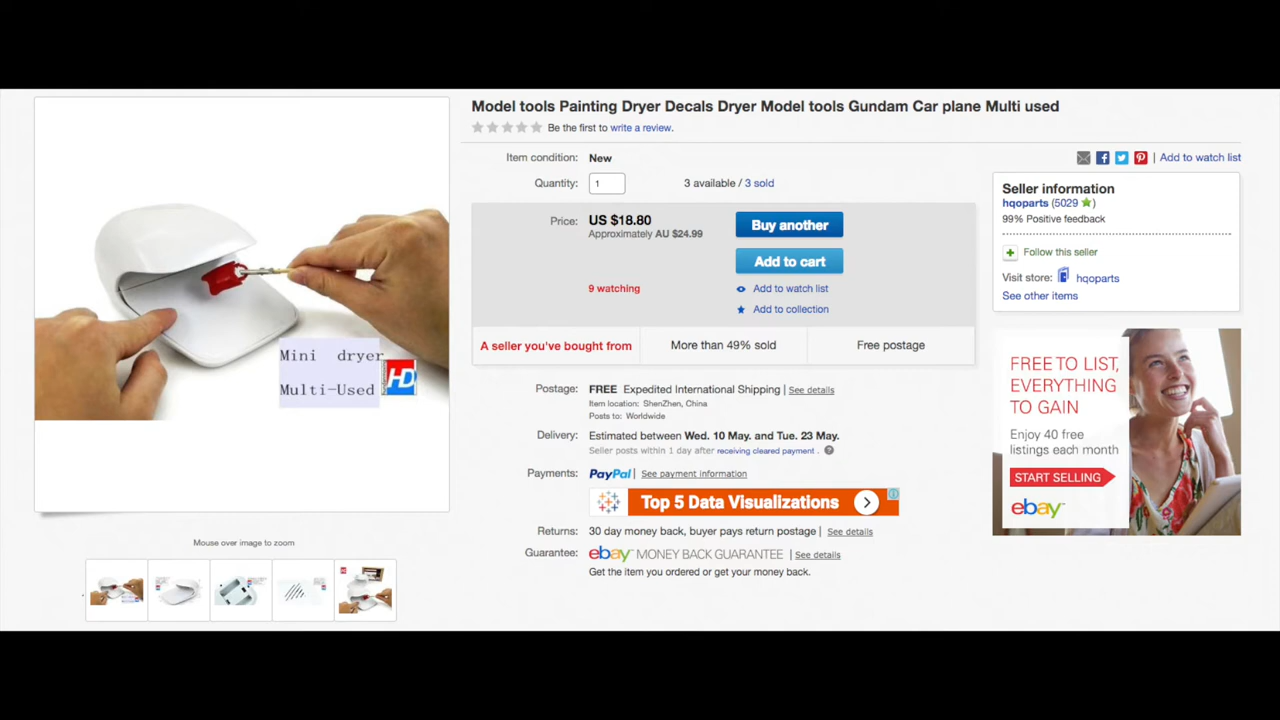 Model tools Painting Dryer Decals Dryer Model tools Gundam Car plane Multi used
Be the first to write a review.
Item condition: New
Quantity: 1 3 available / 3 sold
Price: US $18.80
Approximately AU $24.99
Buy another
Add to cart
9 watching
Add to watch list
Add to collection
A seller you've bought from
More than 49% sold
Free postage
Postage: FREE Expedited International Shipping | See details
Item location: ShenZhen, China
Posts to: Worldwide
Delivery: Estimated between Wed. 10 May. and Tue. 23 May.
Seller posts within 1 day after receiving cleared payment . ?
Payments: PayPal | See payment information
Top 5 Data Visualizations
Returns: 30 day money back, buyer pays return postage | See details
Guarantee: ebay MONEY BACK GUARANTEE | See details
Get the item you ordered or get your money back.
| Add to watch list
Seller information
hqoparts (5029 )
99% Positive feedback
Follow this seller
Visit store: hqoparts
See other items
FREE TO LIST,
EVERYTHING
TO GAIN
Enjoy 40 free
listings each month
START SELLING
ebay
Mini dryer
Multi-Used
HD
Mouse over image to zoom